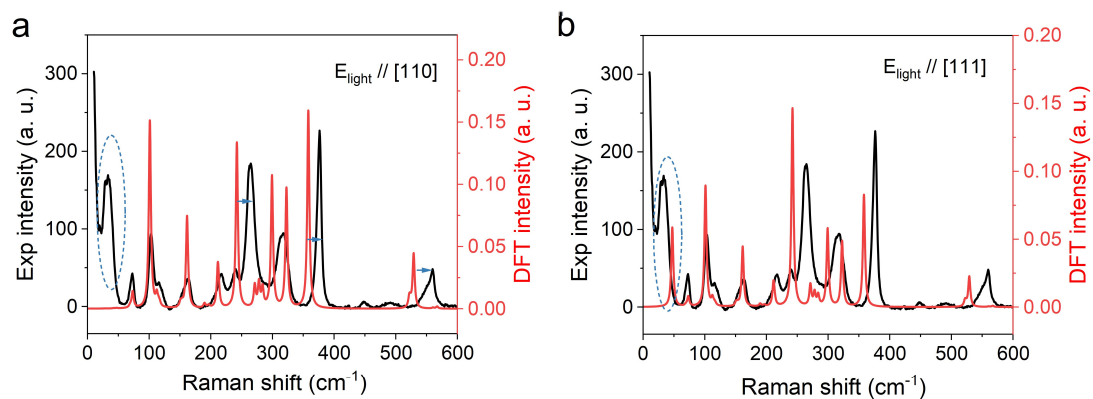 a
E_light // [110]
Exp intensity (a. u.)
DFT intensity (a. u.)
300
200
100
0
0.20
0.15
0.10
0.05
0.00
0 100 200 300 400 500 600
Raman shift (cm⁻¹)
b
E_light // [111]
Exp intensity (a. u.)
DFT intensity (a. u.)
300
200
100
0
0.20
0.15
0.10
0.05
0.00
0 100 200 300 400 500 600
Raman shift (cm⁻¹)